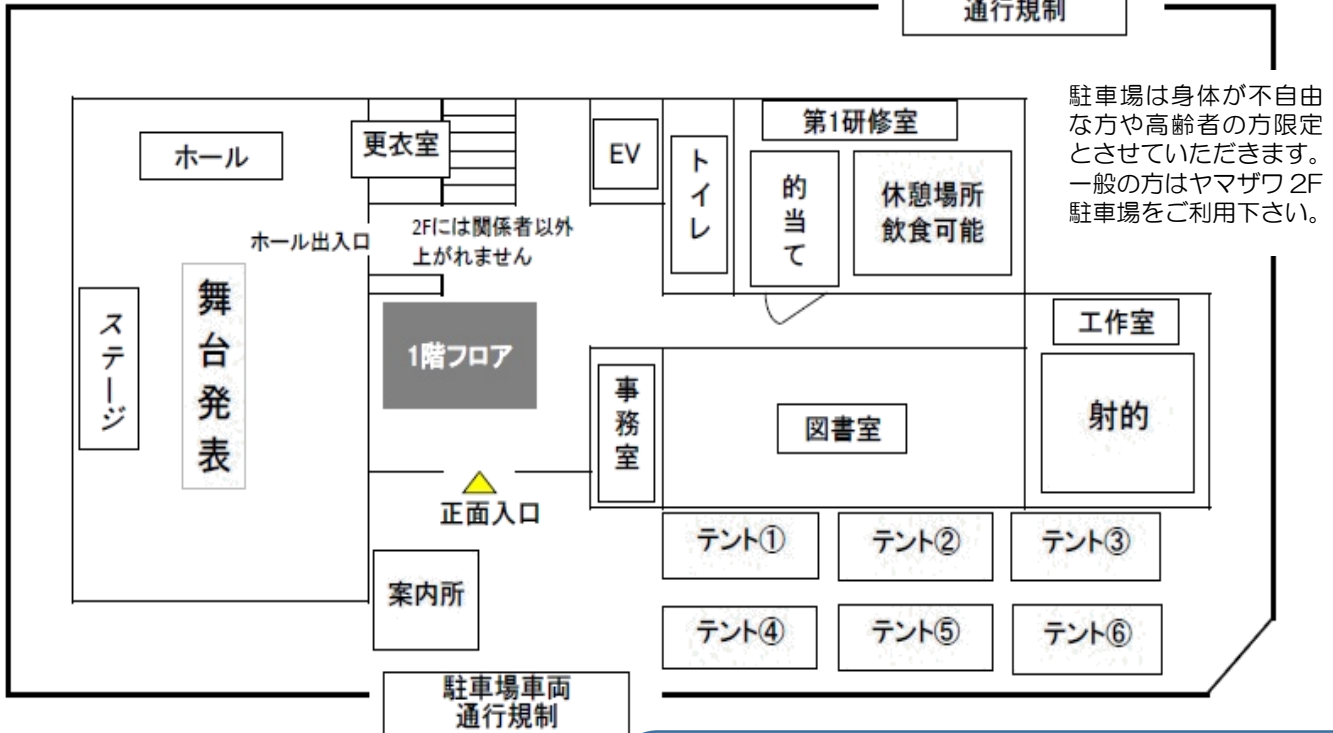 通行規制
駐車場は身体が不自由
な方や高齢者の方限定
とさせていただきます。
一般の方はヤマザワ2F
駐車場をご利用下さい。
ホール
更衣室
EV
トイレ
第1研修室
的当て
休憩場所
飲食可能
ホール出入口
2Fには関係者以外
上がれません
ステージ
舞台発表
1階フロア
工作室
射的
事務室
図書室
正面入口
テント①
テント②
テント③
案内所
テント④
テント⑤
テント⑥
駐車場車両
通行規制